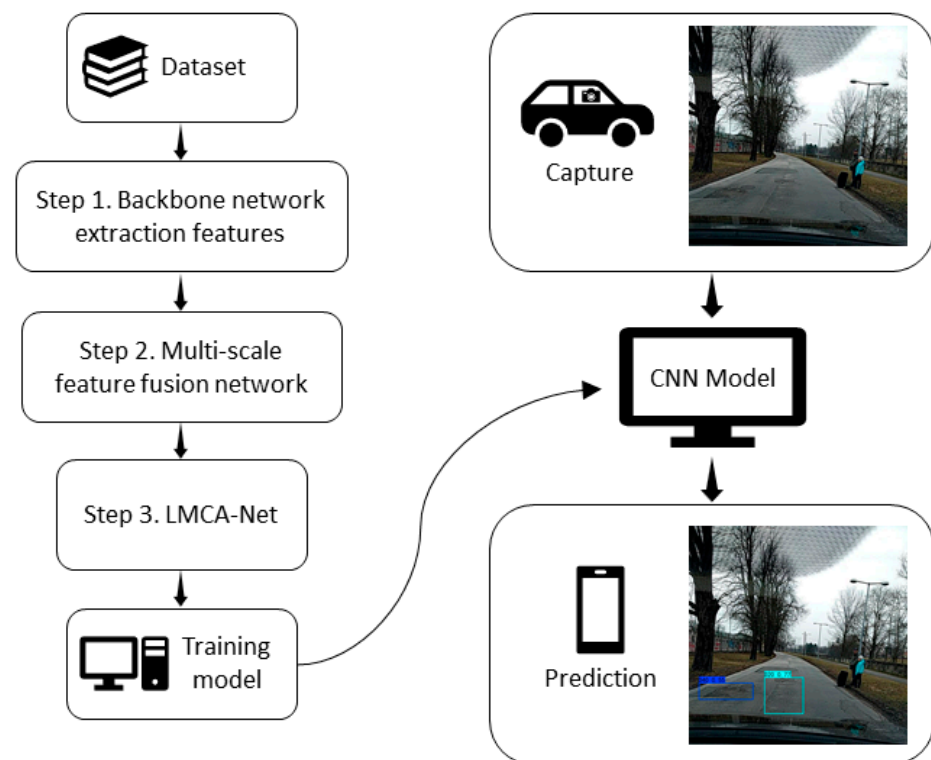 Dataset
Step 1. Backbone network
extraction features
Step 2. Multi-scale
feature fusion network
Step 3. LMCA-Net
Training
model
Capture
CNN Model
Prediction